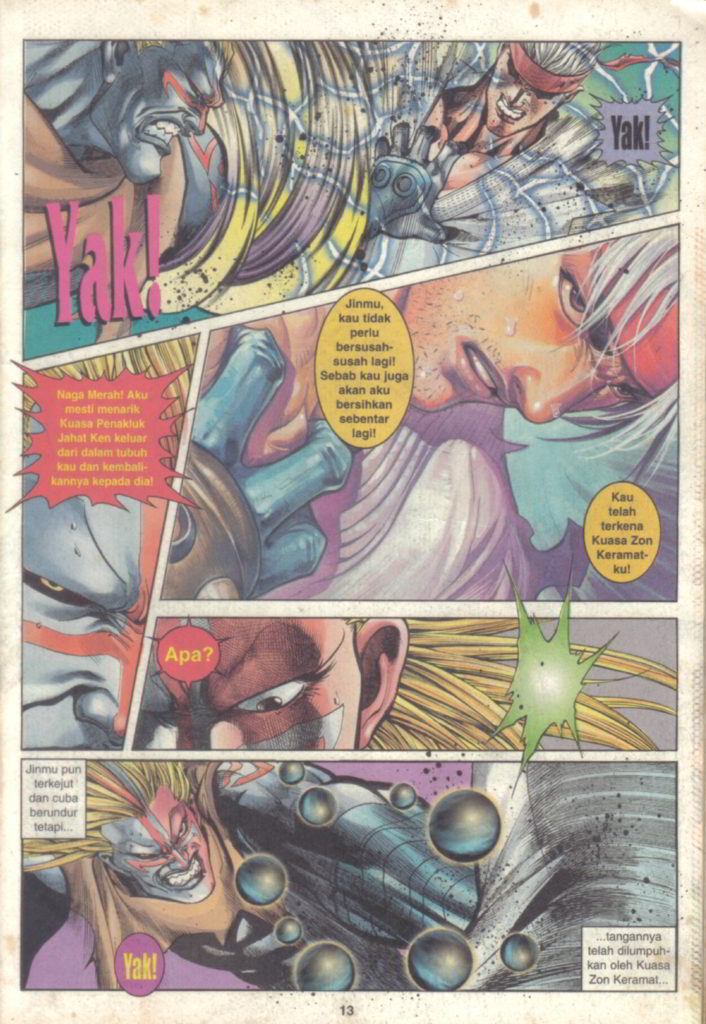 Yak!
Yak!
Jinmu,
kau tidak
perlu
bersusah-
susah lagi!
Sebab kau juga
akan aku
bersihkan
sebentar
lagi!
Naga Merah! Aku
mesti menarik
Kuasa Penakluk
Jahat Ken keluar
dari dalam tubuh
kau dan kembali-
kannya kepada dia!
Kau
telah
terkena
Kuasa Zon
Keramat-
ku!
Apa?
Jinmu pun
terkejut
dan cuba
berundur
tetapi...
Yak!
...tangannya
telah dilumpuh-
kan oleh Kuasa
Zon Keramat...
13